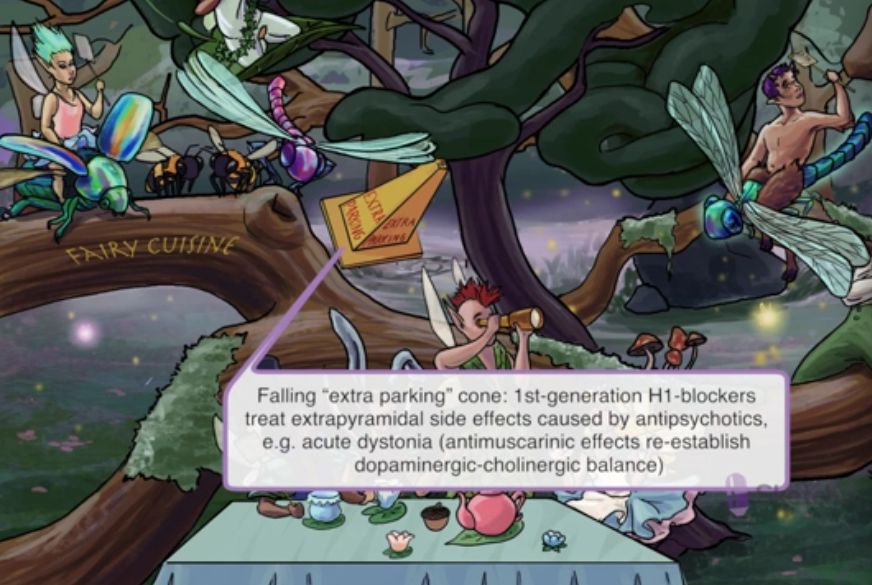 EXTRA
PARKING
EXTRA
PARKING
FAIRY CUISINE
Falling “extra parking” cone: 1st-generation H1-blockers
treat extrapyramidal side effects caused by antipsychotics,
e.g. acute dystonia (antimuscarinic effects re-establish
dopaminergic-cholinergic balance)